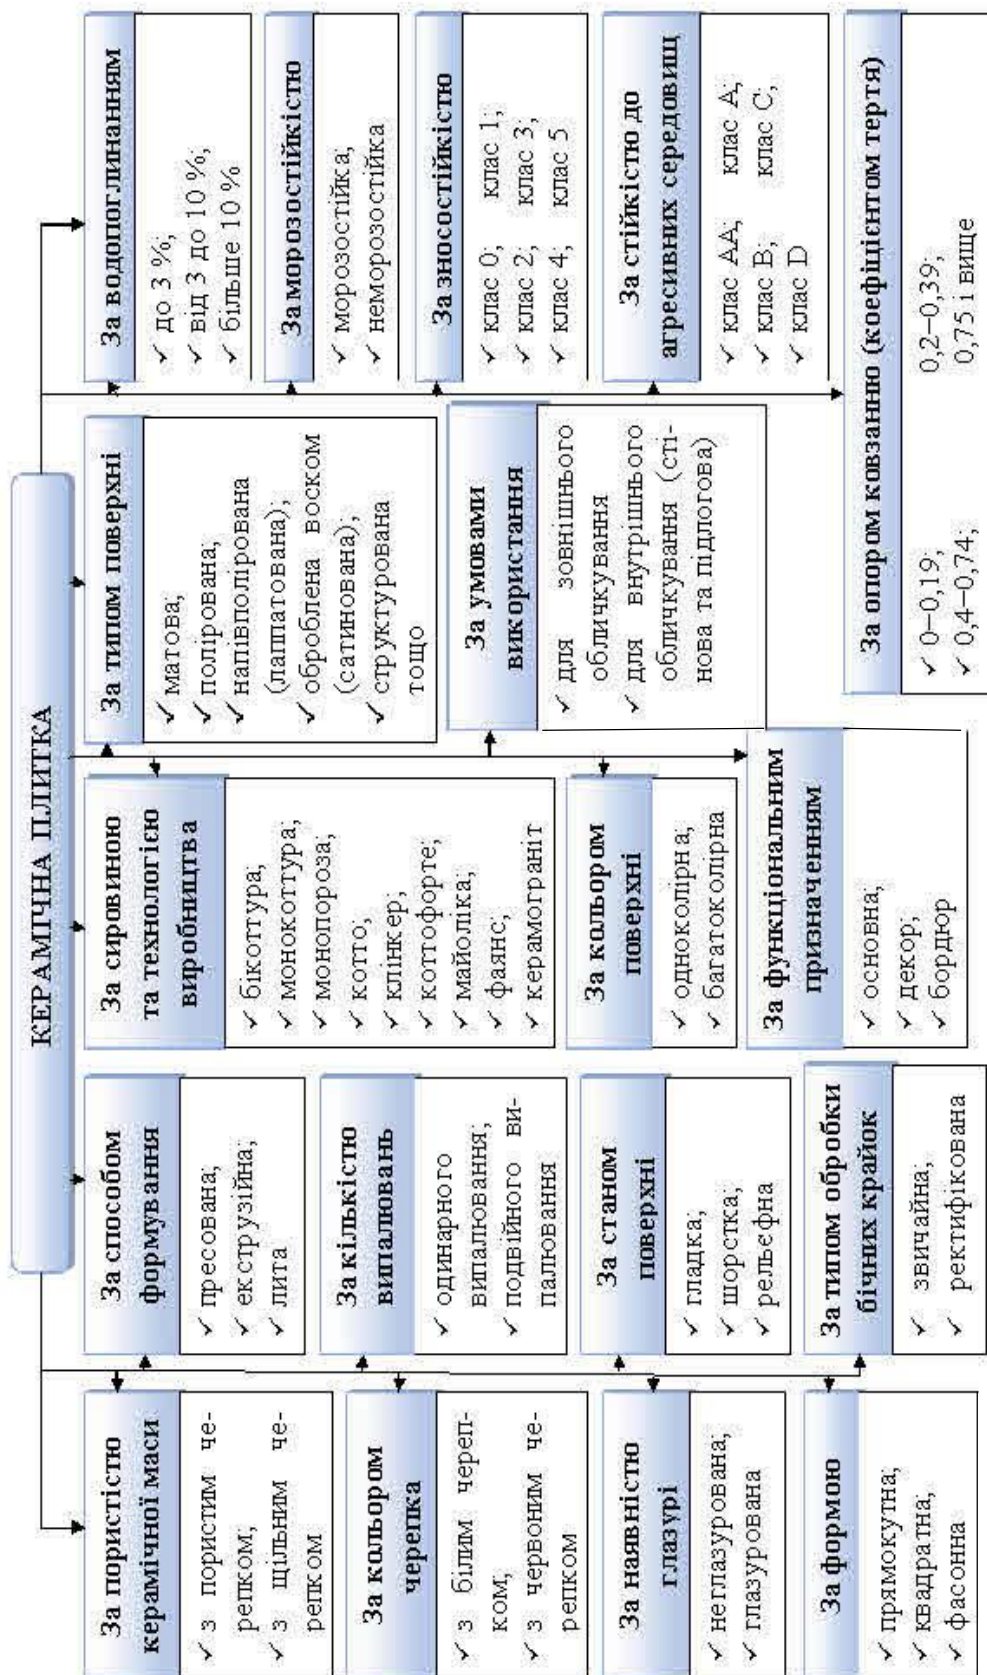 КЕРАМІЧНА ПЛИТКА
За пористістю
керамічної маси
✓ з пористим че-
репком;
✓ з щільним че-
репком
За кольором
черепка
✓ з білим череп-
ком;
✓ з червоним че-
репком
За наявністю
глазурі
✓ неглазурована;
✓ глазурована
За формою
✓ прямокутна;
✓ квадратна;
✓ фасонна
За способом
формування
✓ пресована;
✓ екструзійна;
✓ лита
За кількістю
випалювань
✓ одинарного
випалювання;
✓ подвійного ви-
палювання
За станом
поверхні
✓ гладка;
✓ шорстка;
✓ рельєфна
За типом обробки
бічних крайок
✓ звичайна;
✓ ректифікована
За сировиною
та технологією
виробництва
✓ бікоттура;
✓ монокоттура;
✓ монопороза;
✓ котто;
✓ клінкер;
✓ коттофорте;
✓ майоліка;
✓ фаянс;
✓ керамограніт
За кольором
поверхні
✓ одноколірна;
✓ багатоколірна
За функціональним
призначенням
✓ основна;
✓ декор;
✓ бордюр
За типом поверхні
✓ матова;
✓ полірована;
✓ напівполірована
(лаппатована);
✓ оброблена воском
(сатинована);
✓ структурована
тощо
За умовами
використання
✓ для зовнішнього
обличкування
✓ для внутрішнього
обличкування (сті-
нова та підлогова)
За водопоглинанням
✓ до 3 %;
✓ від 3 до 10 %;
✓ більше 10 %
За морозостійкістю
✓ морозостійка;
✓ неморозостійка
За зносостійкістю
✓ клас 0; клас 1;
✓ клас 2; клас 3;
✓ клас 4; клас 5
За стійкістю до
агресивних середовищ
✓ клас АА; клас А;
✓ клас В; клас С;
✓ клас D
За опором ковзанню (коефіцієнтом тертя)
✓ 0–0,19; 0,2–0,39;
✓ 0,4–0,74; 0,75 і вище